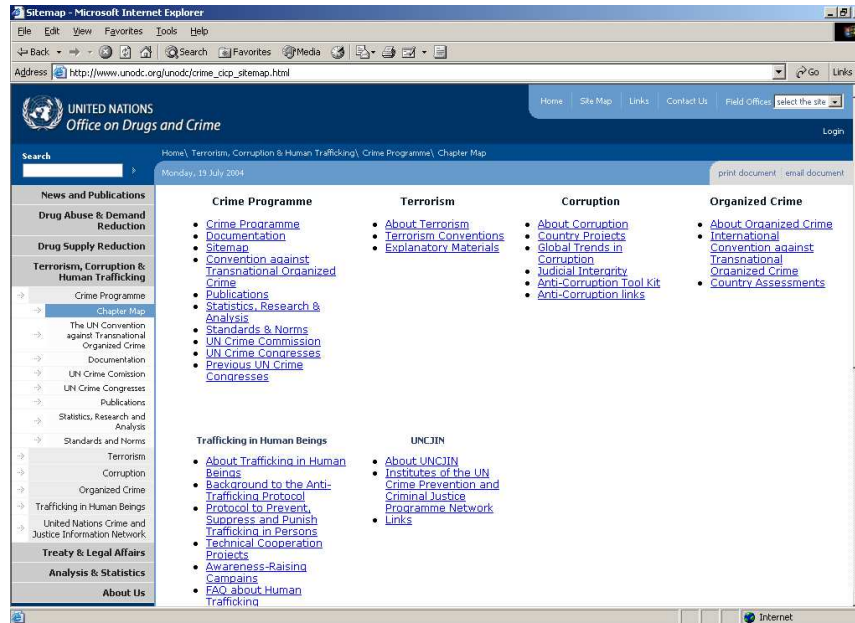 Sitemap - Microsoft Internet Explorer
File Edit View Favorites Tools Help
Back Search Favorites Media
Address http://www.unodc.org/unodc/crime_cicp_sitemap.html Go Links
UNITED NATIONS
Office on Drugs and Crime
Home Site Map Links Contact Us Field Offices select the site
Login
Search
Home\ Terrorism, Corruption & Human Trafficking\ Crime Programme\ Chapter Map
Monday, 19 July 2004
print document email document
News and Publications
Drug Abuse & Demand
Reduction
Drug Supply Reduction
Terrorism, Corruption &
Human Trafficking
Crime Programme
Chapter Map
The UN Convention
against Transnational
Organized Crime
Documentation
UN Crime Comission
UN Crime Congresses
Publications
Statistics, Research and
Analysis
Standards and Norms
Terrorism
Corruption
Organized Crime
Trafficking in Human Beings
United Nations Crime and
Justice Information Network
Treaty & Legal Affairs
Analysis & Statistics
About Us
Crime Programme
Crime Programme
Documentation
Sitemap
Convention against
Transnational Organized
Crime
Publications
Statistics, Research &
Analysis
Standards & Norms
UN Crime Commission
UN Crime Congresses
Previous UN Crime
Congresses
Terrorism
About Terrorism
Terrorism Conventions
Explanatory Materials
Corruption
About Corruption
Country Projects
Global Trends in
Corruption
Judicial Intergrity
Anti-Corruption Tool Kit
Anti-Corruption links
Organized Crime
About Organized Crime
International
Convention against
Transnational
Organized Crime
Country Assessments
Trafficking in Human Beings
About Trafficking in Human
Beings
Background to the Anti-
Trafficking Protocol
Protocol to Prevent,
Suppress and Punish
Trafficking in Persons
Technical Cooperation
Projects
Awareness-Raising
Campains
FAQ about Human
Trafficking
UNCJIN
About UNCJIN
Institutes of the UN
Crime Prevention and
Criminal Justice
Programme Network
Links
Internet